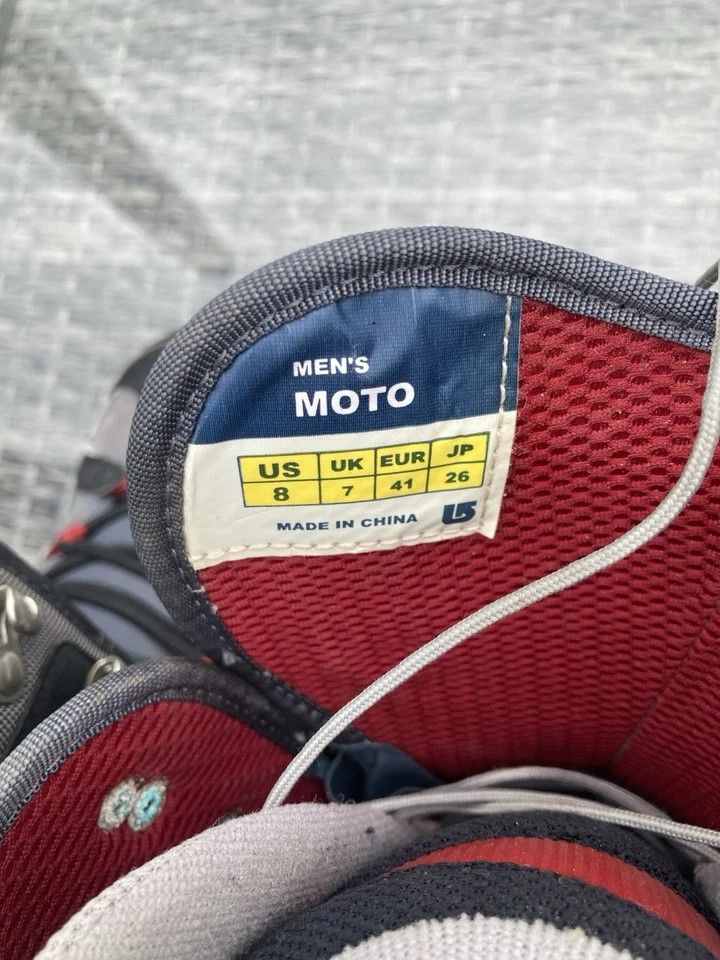 MEN'S
MOTO
US UK EUR JP
8 7 41 26
MADE IN CHINA